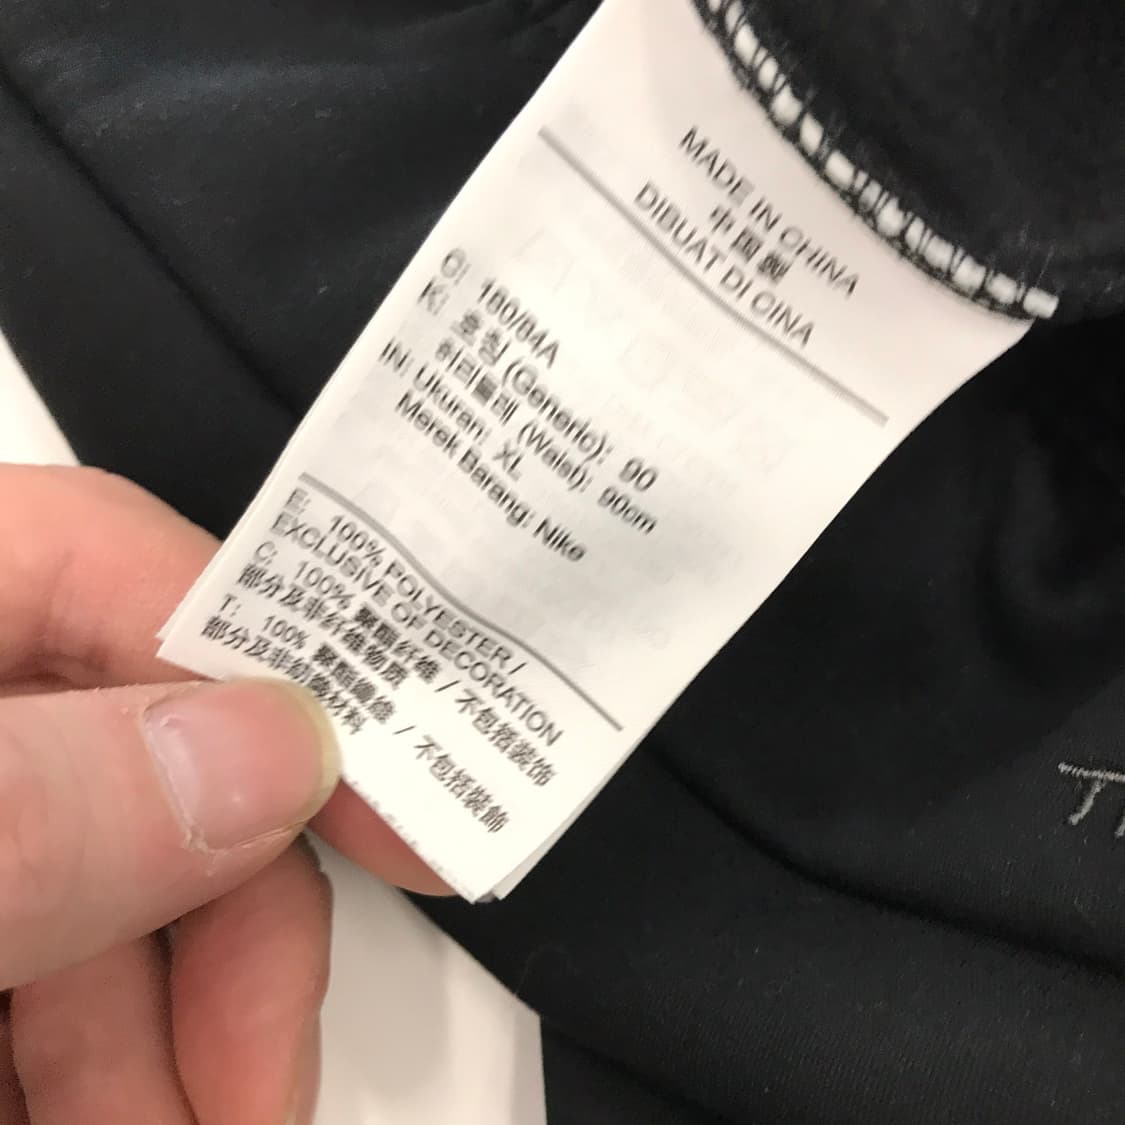 MADE IN CHINA
中国製
DIBUAT DI CINA
G: 180/84A
K: 호칭 (Generic): 90
허리둘레 (Waist): 90cm
IN: Ukuran: XL
Merek Barang: Nike
E: 100% POLYESTER /
EXCLUSIVE OF DECORATION
C: 100% 聚酯纤维 / 不包括装饰
部分及非纤维物质
T: 100% 聚酯纖維 / 不包括裝飾
部分及非紡織材料